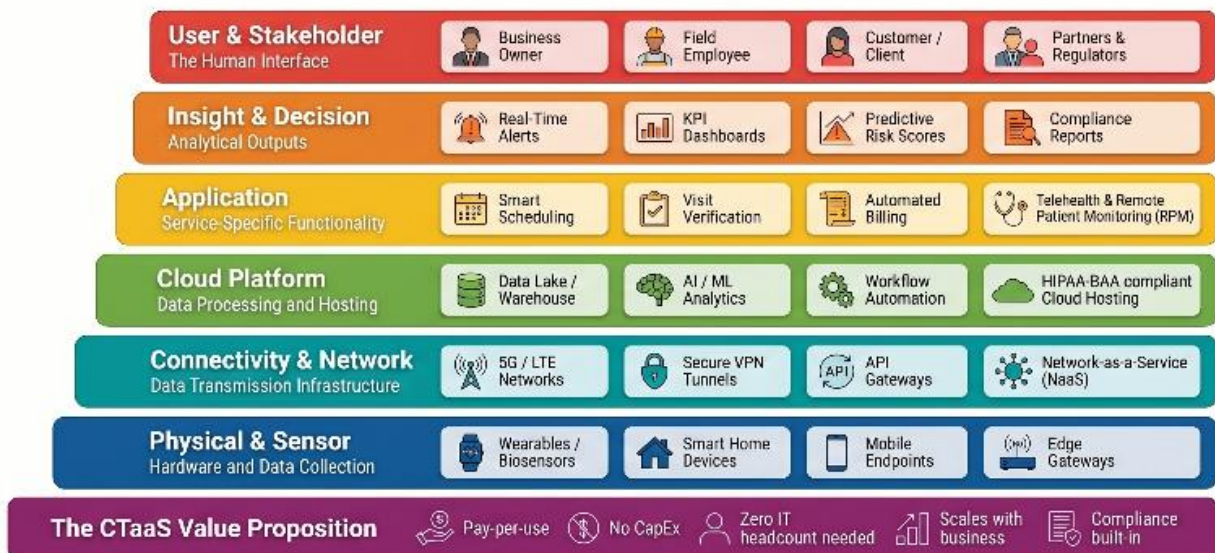 User & Stakeholder
The Human Interface
Business
Owner
Field
Employee
Customer /
Client
Partners &
Regulators
Insight & Decision
Analytical Outputs
Real-Time
Alerts
KPI
Dashboards
Predictive
Risk Scores
Compliance
Reports
Application
Service-Specific Functionality
Smart
Scheduling
Visit
Verification
Automated
Billing
Telehealth & Remote
Patient Monitoring (RPM)
Cloud Platform
Data Processing and Hosting
Data Lake /
Warehouse
AI / ML
Analytics
Workflow
Automation
HIPAA-BAA compliant
Cloud Hosting
Connectivity & Network
Data Transmission Infrastructure
5G / LTE
Networks
Secure VPN
Tunnels
API
API
Gateways
Network-as-a-Service
(NaaS)
Physical & Sensor
Hardware and Data Collection
Wearables /
Biosensors
Smart Home
Devices
Mobile
Endpoints
Edge
Gateways
The CTaaS Value Proposition
Pay-per-use
No CapEx
Zero IT
headcount needed
Scales with
business
Compliance
built-in